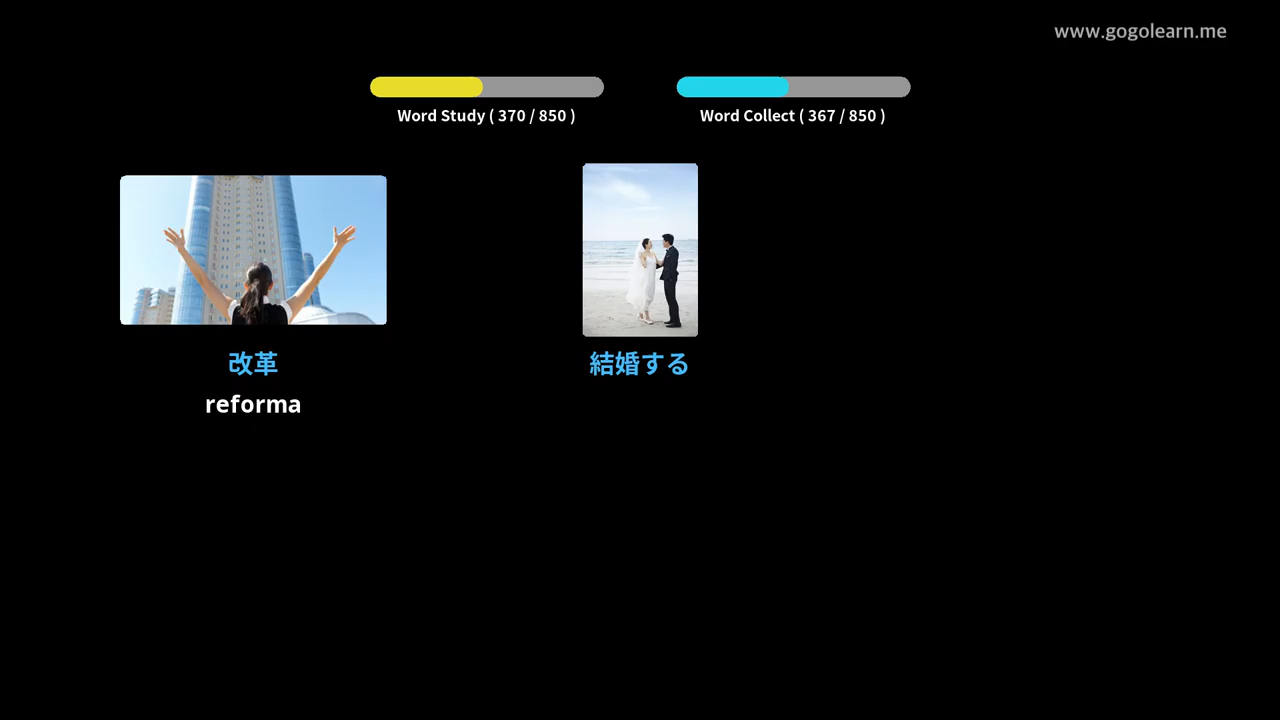 www.gogolearn.me
Word Study ( 370 / 850 )
Word Collect ( 367 / 850 )
改革
reforma
結婚する